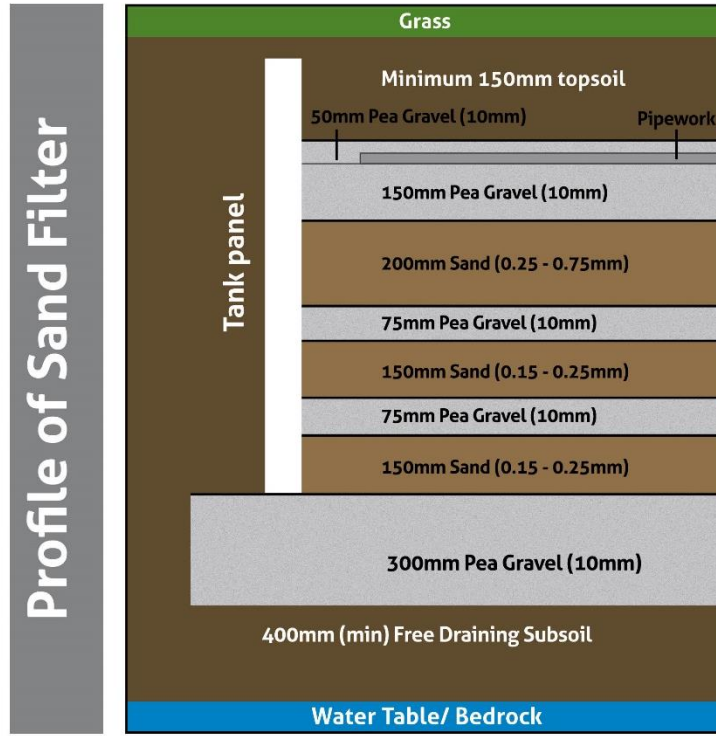 Profile of Sand Filter
Grass
Minimum 150mm topsoil
50mm Pea Gravel (10mm)
Pipework
150mm Pea Gravel (10mm)
Tank panel
200mm Sand (0.25 - 0.75mm)
75mm Pea Gravel (10mm)
150mm Sand (0.15 - 0.25mm)
75mm Pea Gravel (10mm)
150mm Sand (0.15 - 0.25mm)
300mm Pea Gravel (10mm)
400mm (min) Free Draining Subsoil
Water Table/ Bedrock